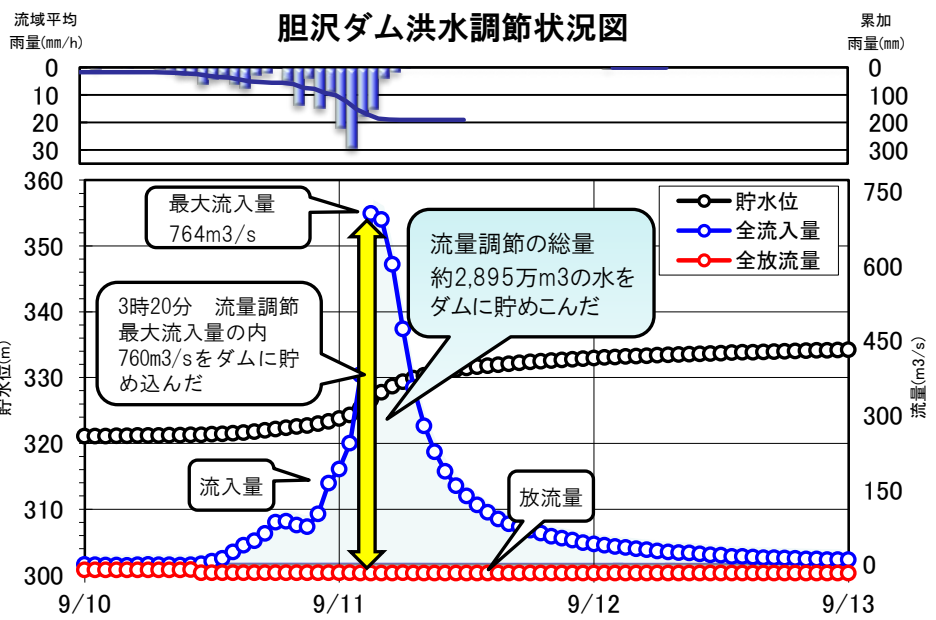 胆沢ダム洪水調節状況図
流域平均
雨量(mm/h)
累加
雨量(mm)
0
10
20
30
0
100
200
300
360
350
340
330
320
310
300
貯水位(m)
750
600
450
300
150
0
流量(m3/s)
最大流入量
764m3/s
3時20分 流量調節
最大流入量の内
760m3/sをダムに貯
め込んだ
流量調節の総量
約2,895万m3の水を
ダムに貯めこんだ
貯水位
全流入量
全放流量
流入量
放流量
9/10
9/11
9/12
9/13